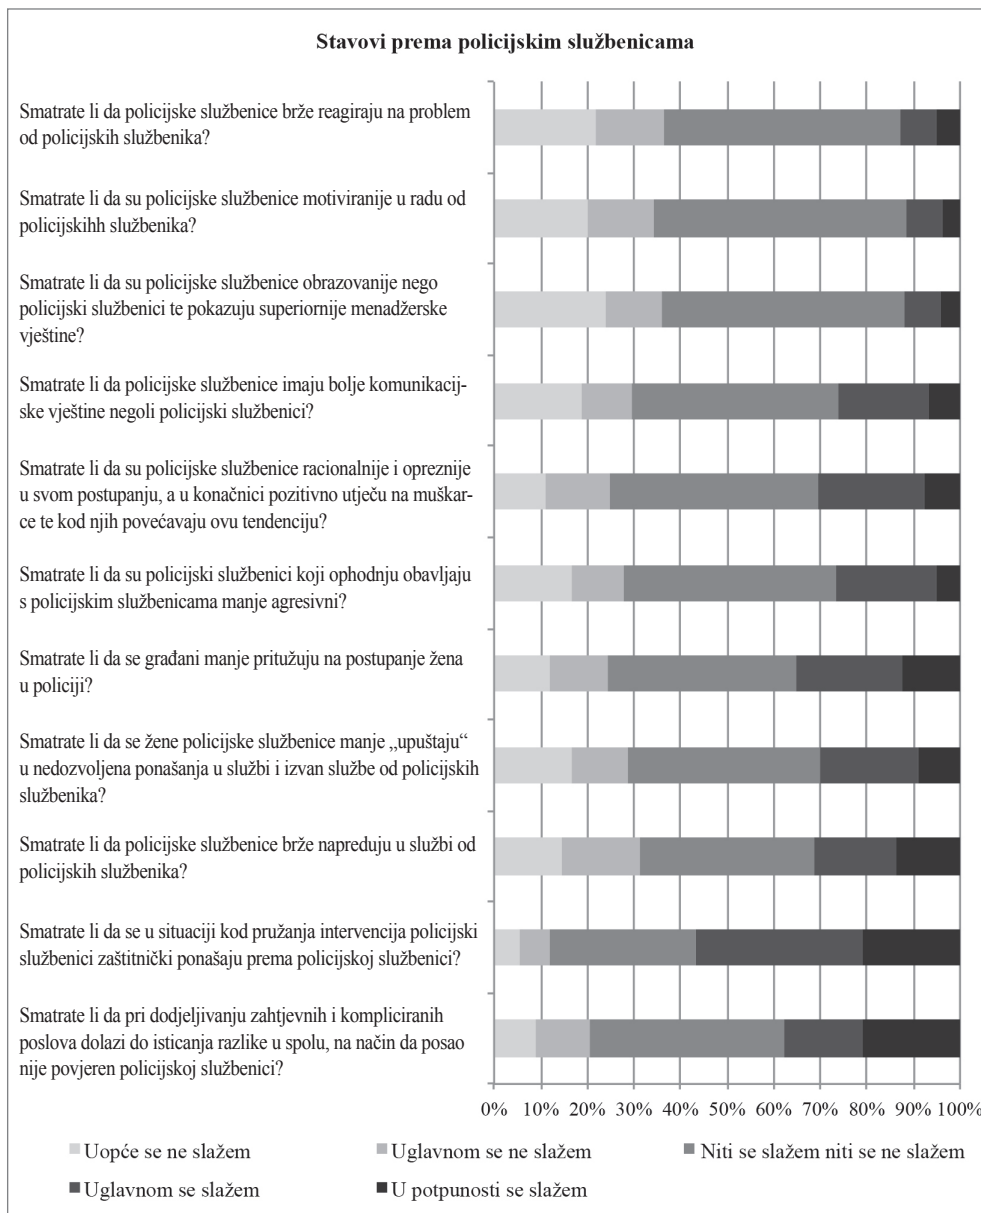 Stavovi prema policijskim službenicama
Smatrate li da policijske službenice brže reagiraju na problem
od policijskih službenika?
Smatrate li da su policijske službenice motiviranije u radu od
policijskihh službenika?
Smatrate li da su policijske službenice obrazovanije nego
policijski službenici te pokazuju superiornije menadžerske
vještine?
Smatrate li da policijske službenice imaju bolje komunikacij-
ske vještine negoli policijski službenici?
Smatrate li da su policijske službenice racionalnije i opreznije
u svom postupanju, a u konačnici pozitivno utječu na muškar-
ce te kod njih povećavaju ovu tendenciju?
Smatrate li da su policijski službenici koji ophodnju obavljaju
s policijskim službenicama manje agresivni?
Smatrate li da se građani manje pritužuju na postupanje žena
u policiji?
Smatrate li da se žene policijske službenice manje „upuštaju“
u nedozvoljena ponašanja u službi i izvan službe od policijskih
službenika?
Smatrate li da policijske službenice brže napreduju u službi od
policijskih službenika?
Smatrate li da se u situaciji kod pružanja intervencija policijski
službenici zaštitnički ponašaju prema policijskoj službenici?
Smatrate li da pri dodjeljivanju zahtjevnih i kompliciranih
poslova dolazi do isticanja razlike u spolu, na način da posao
nije povjeren policijskoj službenici?
0% 10% 20% 30% 40% 50% 60% 70% 80% 90% 100%
Uopće se ne slažem Uglavnom se ne slažem Niti se slažem niti se ne slažem
Uglavnom se slažem U potpunosti se slažem